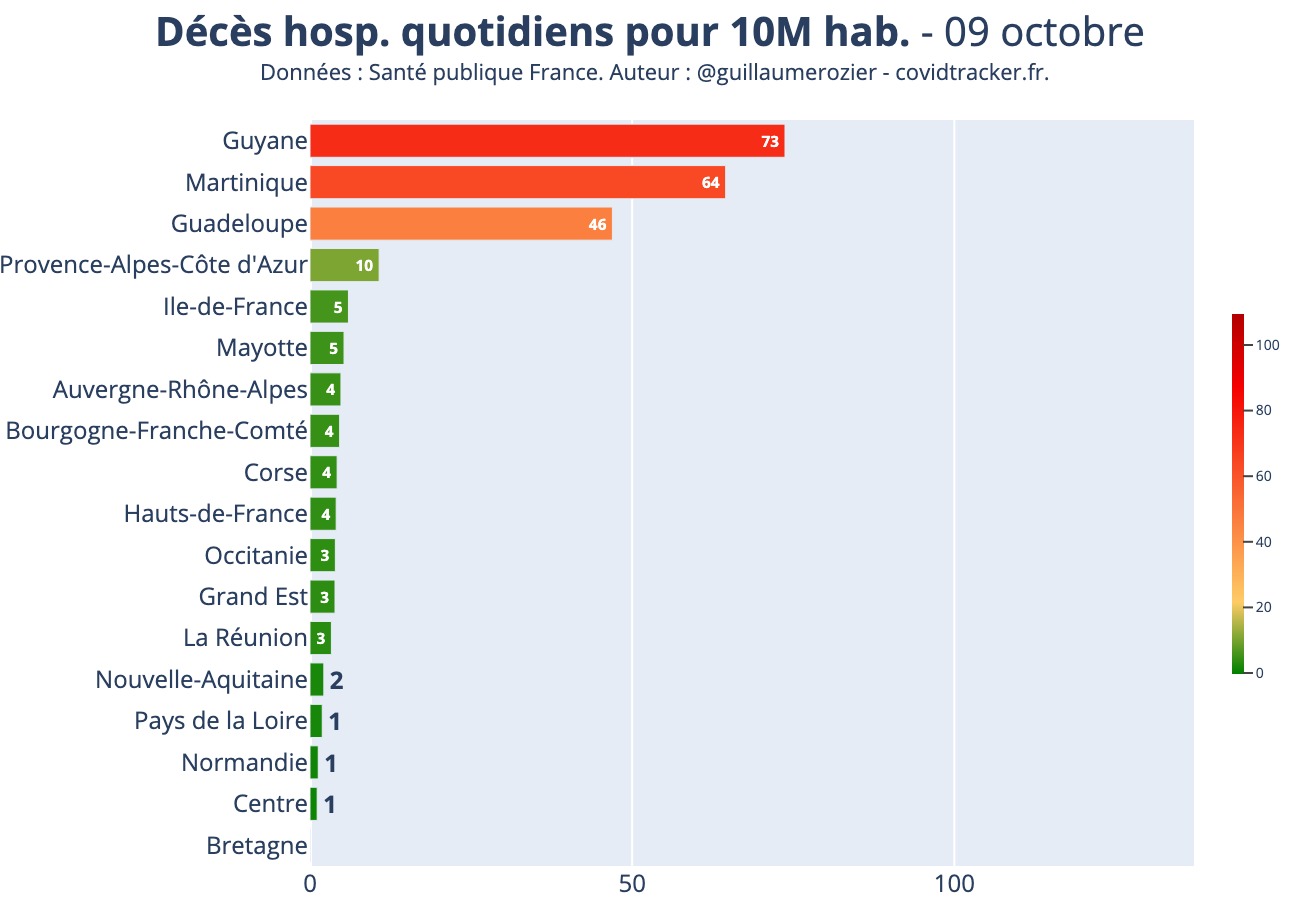 Décès hosp. quotidiens pour 10M hab. - 09 octobre
Données : Santé publique France. Auteur : @guillaumerozier - covidtracker.fr.
Guyane 73
Martinique 64
Guadeloupe 46
Provence-Alpes-Côte d'Azur 10
Ile-de-France 5
Mayotte 5
Auvergne-Rhône-Alpes 4
Bourgogne-Franche-Comté 4
Corse 4
Hauts-de-France 4
Occitanie 3
Grand Est 3
La Réunion 3
Nouvelle-Aquitaine 2
Pays de la Loire 1
Normandie 1
Centre 1
Bretagne
0 50 100
100
80
60
40
20
0